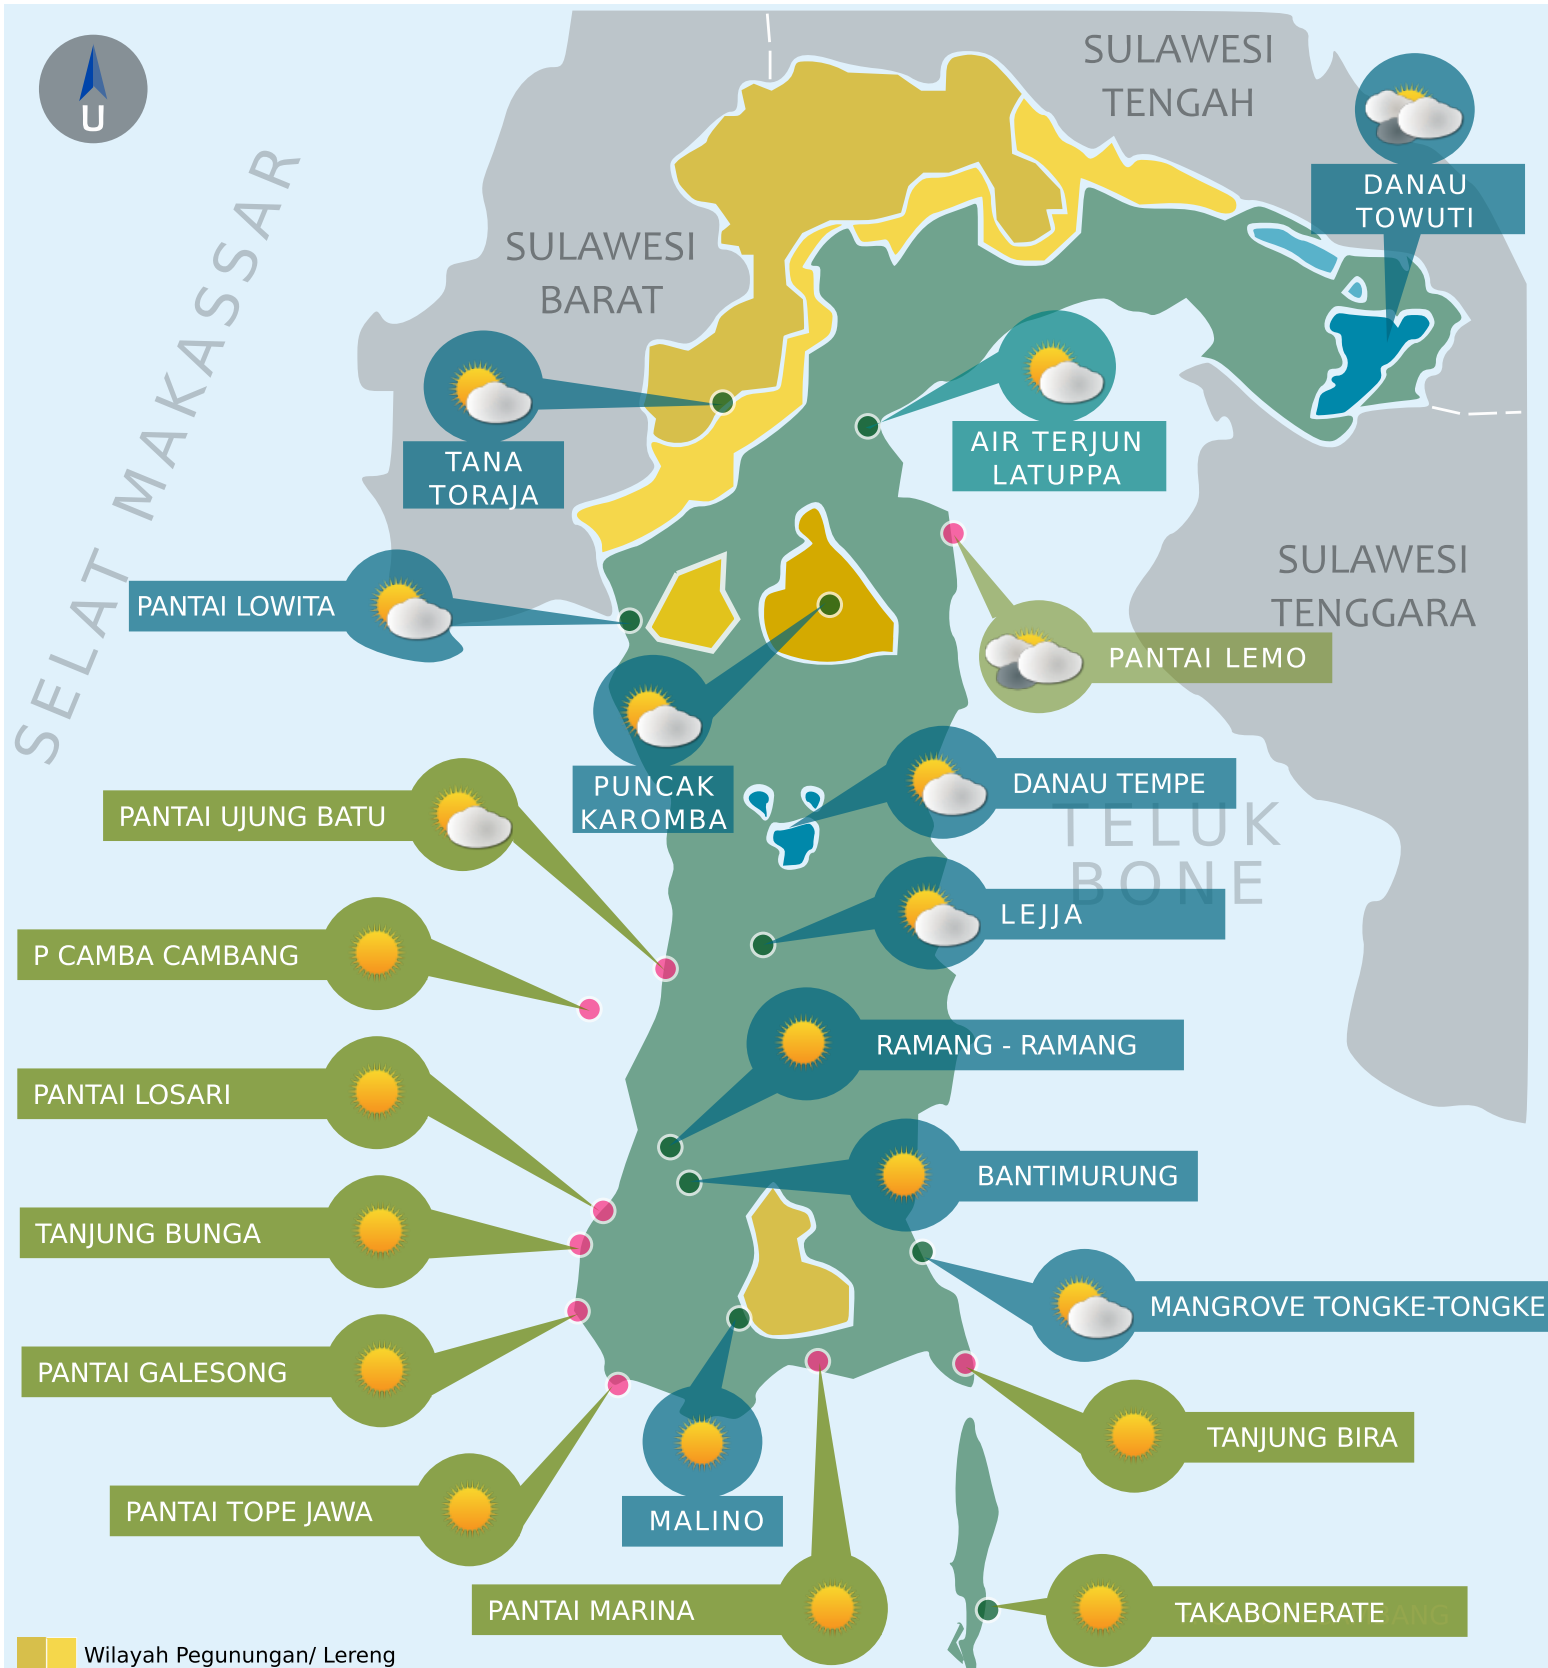 U
SULAWESI
TENGAH
DANAU
TOWUTI
SELAT MAKASSAR
SULAWESI
BARAT
TANA
TORAJA
AIR TERJUN
LATUPPA
SULAWESI
TENGGARA
PANTAI LOWITA
PANTAI LEMO
PUNCAK
KAROMBA
DANAU TEMPE
TELUK
BONE
PANTAI UJUNG BATU
LEJJA
P CAMBA CAMBANG
RAMANG - RAMANG
PANTAI LOSARI
BANTIMURUNG
TANJUNG BUNGA
MANGROVE TONGKE-TONGKE
PANTAI GALESONG
TANJUNG BIRA
PANTAI TOPE JAWA
MALINO
PANTAI MARINA
TAKABONERATE
Wilayah Pegunungan/ Lereng